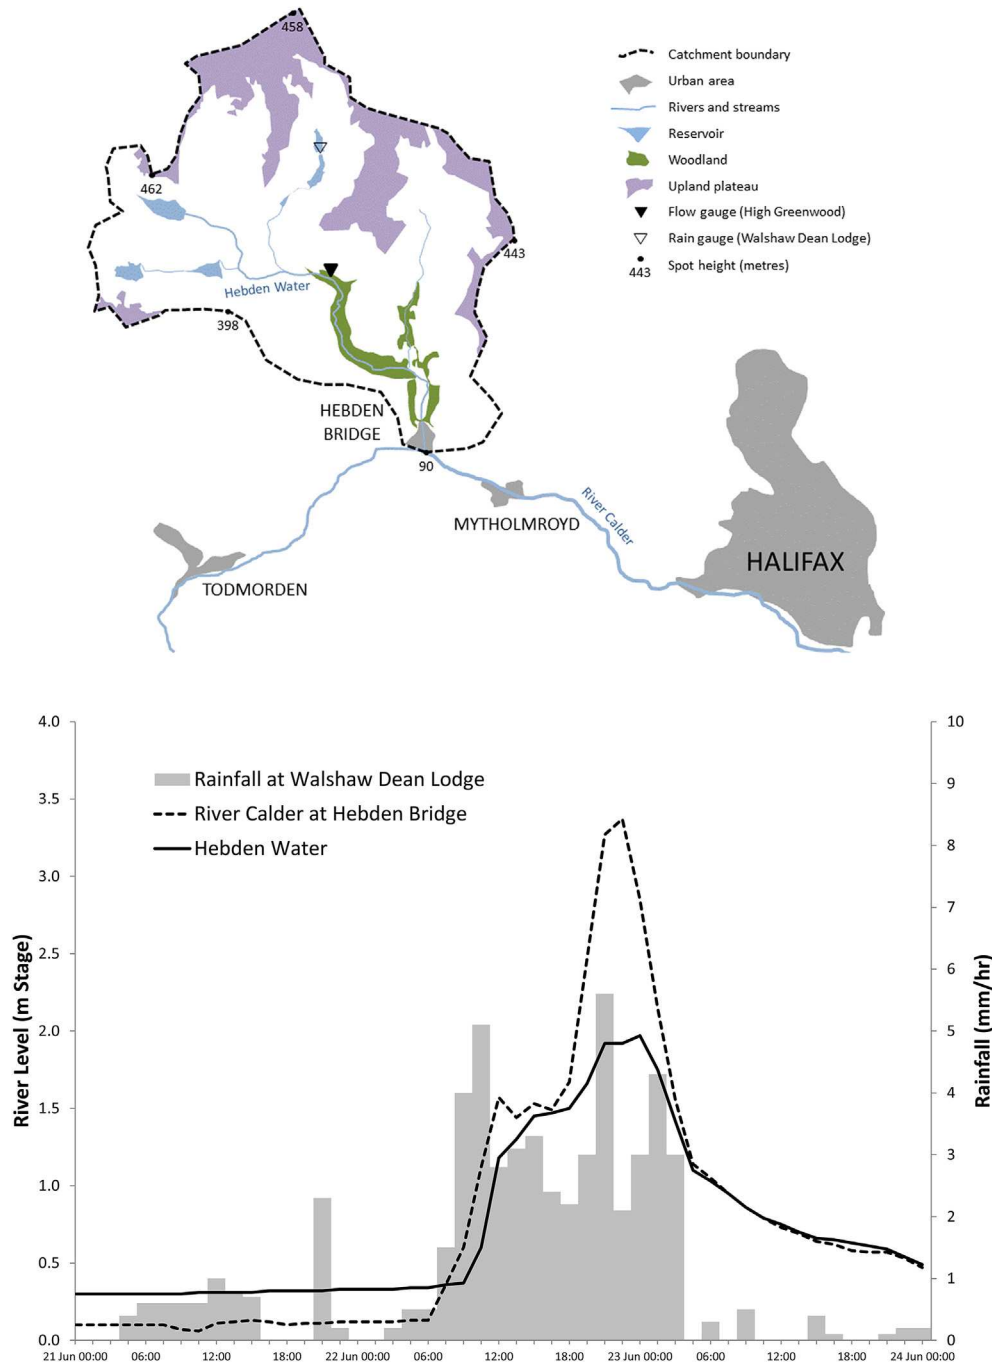 458
Catchment boundary
Urban area
Rivers and streams
Reservoir
Woodland
Upland plateau
Flow gauge (High Greenwood)
Rain gauge (Walshaw Dean Lodge)
443 Spot height (metres)
462
443
Hebden Water
398
HEBDEN
BRIDGE
90
MYTHOLMROYD
River Calder
HALIFAX
TODMORDEN
4.0
3.5
3.0
2.5
2.0
1.5
1.0
0.5
0.0
River Level (m Stage)
Rainfall at Walshaw Dean Lodge
River Calder at Hebden Bridge
Hebden Water
10
9
8
7
6
5
4
3
2
1
0
Rainfall (mm/hr)
21 Jun 00:00 06:00 12:00 18:00 22 Jun 00:00 06:00 12:00 18:00 23 Jun 00:00 06:00 12:00 18:00 24 Jun 00:00